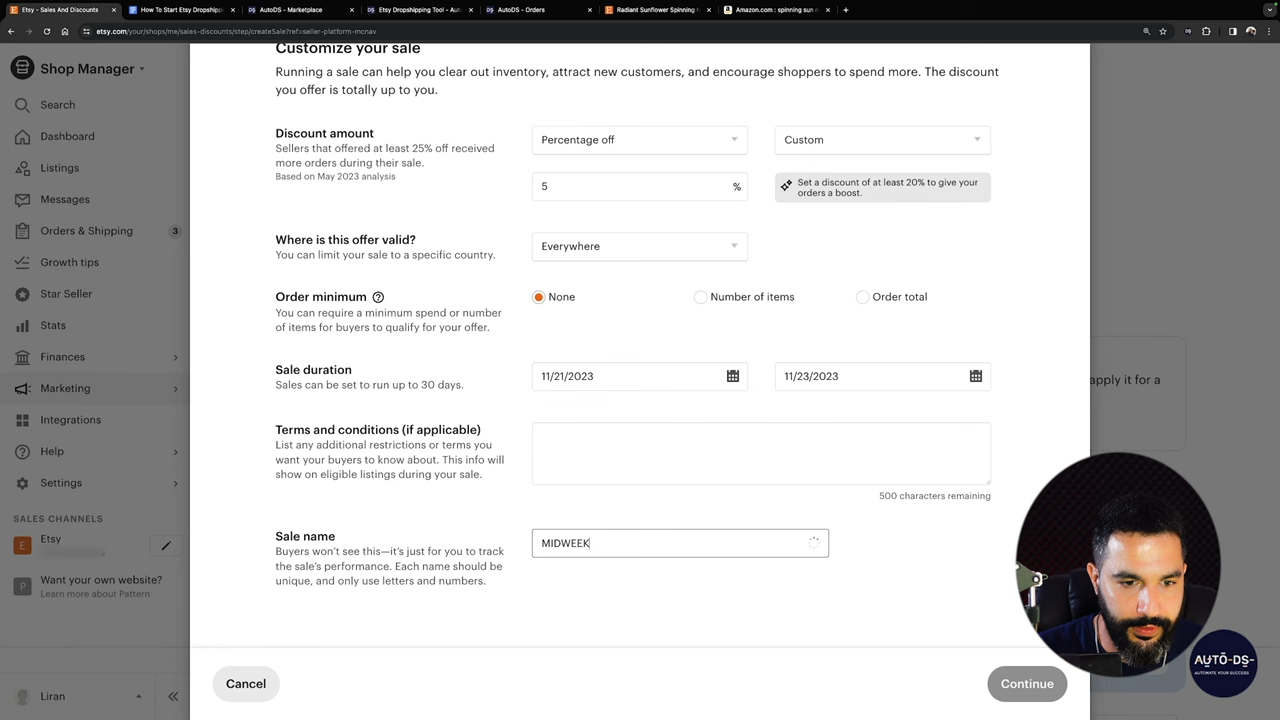 Etsy - Sales And Discounts
How To Start Etsy Dropshipp
AutoDS - Marketplace
Etsy Dropshipping Tool - Aut
AutoDS - Orders
Radiant Sunflower Spinning
Amazon.com : spinning sun
etsy.com/your/shops/me/sales-discounts/step/createSale?ref=seller-platform-mcnav
Shop Manager
Search
Dashboard
Listings
Messages
Orders & Shipping 3
Growth tips
Star Seller
Stats
Finances
Marketing
Integrations
Help
Settings
SALES CHANNELS
E Etsy
P Want your own website?
Learn more about Pattern
Liran
Customize your sale
Running a sale can help you clear out inventory, attract new customers, and encourage shoppers to spend more. The discount
you offer is totally up to you.
Discount amount
Sellers that offered at least 25% off received
more orders during their sale.
Based on May 2023 analysis
Percentage off
Custom
5 %
Set a discount of at least 20% to give your
orders a boost.
Where is this offer valid?
You can limit your sale to a specific country.
Everywhere
Order minimum
You can require a minimum spend or number
of items for buyers to qualify for your offer.
None
Number of items
Order total
Sale duration
Sales can be set to run up to 30 days.
11/21/2023
11/23/2023
Terms and conditions (if applicable)
List any additional restrictions or terms you
want your buyers to know about. This info will
show on eligible listings during your sale.
500 characters remaining
Sale name
Buyers won't see this—it's just for you to track
the sale's performance. Each name should be
unique, and only use letters and numbers.
MIDWEEK
Cancel
Continue
apply it for a
AUTO-DS-
AUTOMATE YOUR SUCCESS